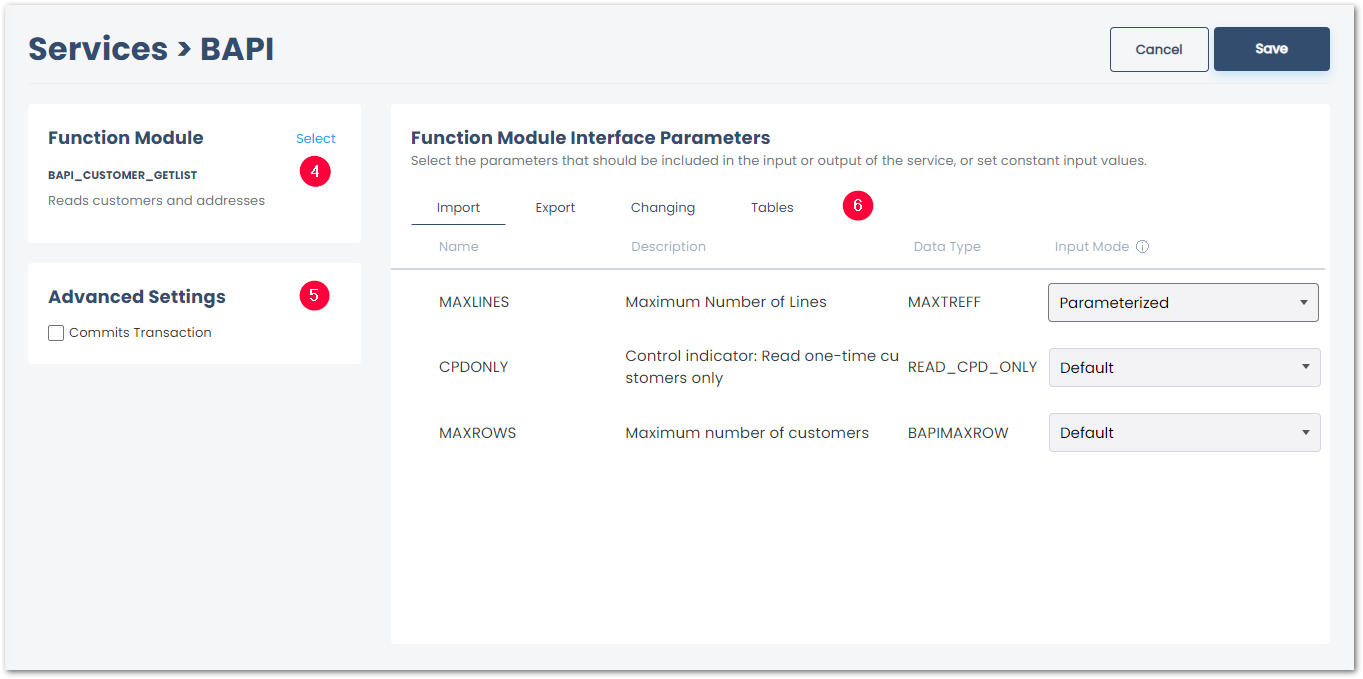 Services > BAPI
Cancel
Save
Function Module
Select
4
BAPI_CUSTOMER_GETLIST
Reads customers and addresses
Advanced Settings
5
Commits Transaction
Function Module Interface Parameters
Select the parameters that should be included in the input or output of the service, or set constant input values.
Import Export Changing Tables 6
Name Description Data Type Input Mode ⓘ
MAXLINES Maximum Number of Lines MAXTREFF Parameterized
Control indicator: Read one-time cu
CPDONLY READ_CPD_ONLY Default
stomers only
MAXROWS Maximum number of customers BAPIMAXROW Default